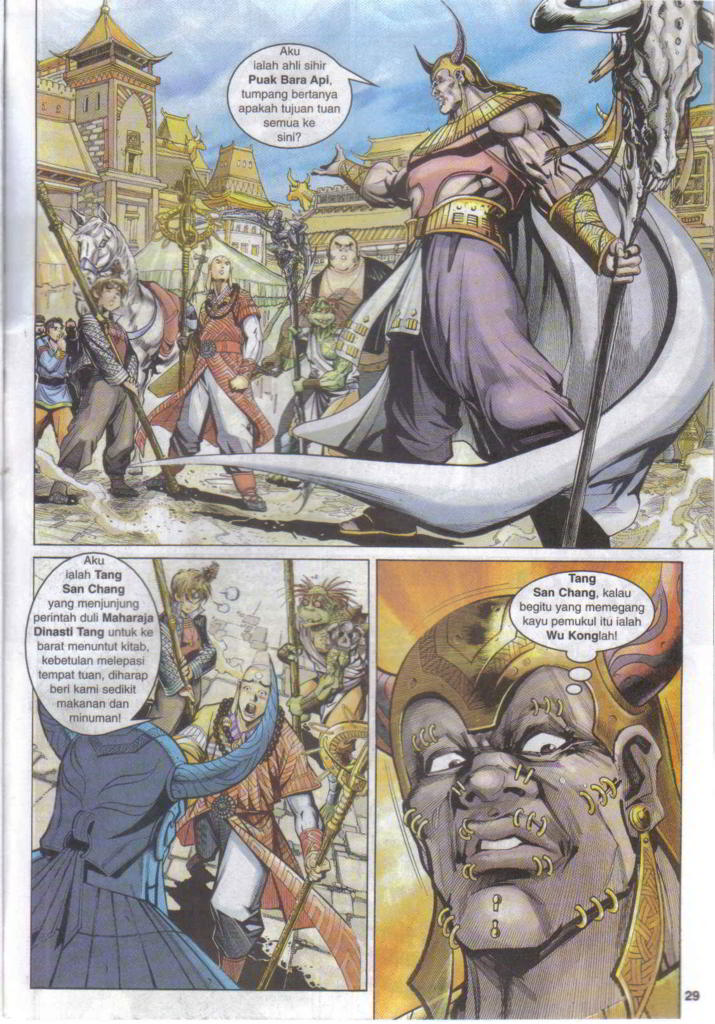 Aku
ialah ahli sihir
Puak Bara Api,
tumpang bertanya
apakah tujuan tuan
semua ke
sini?
Aku
ialah Tang
San Chang
yang menjunjung
perintah duli Maharaja
Dinasti Tang untuk ke
barat menuntut kitab,
kebetulan melepasi
tempat tuan, diharap
beri kami sedikit
makanan dan
minuman!
Tang
San Chang, kalau
begitu yang memegang
kayu pemukul itu ialah
Wu Konglah!
29